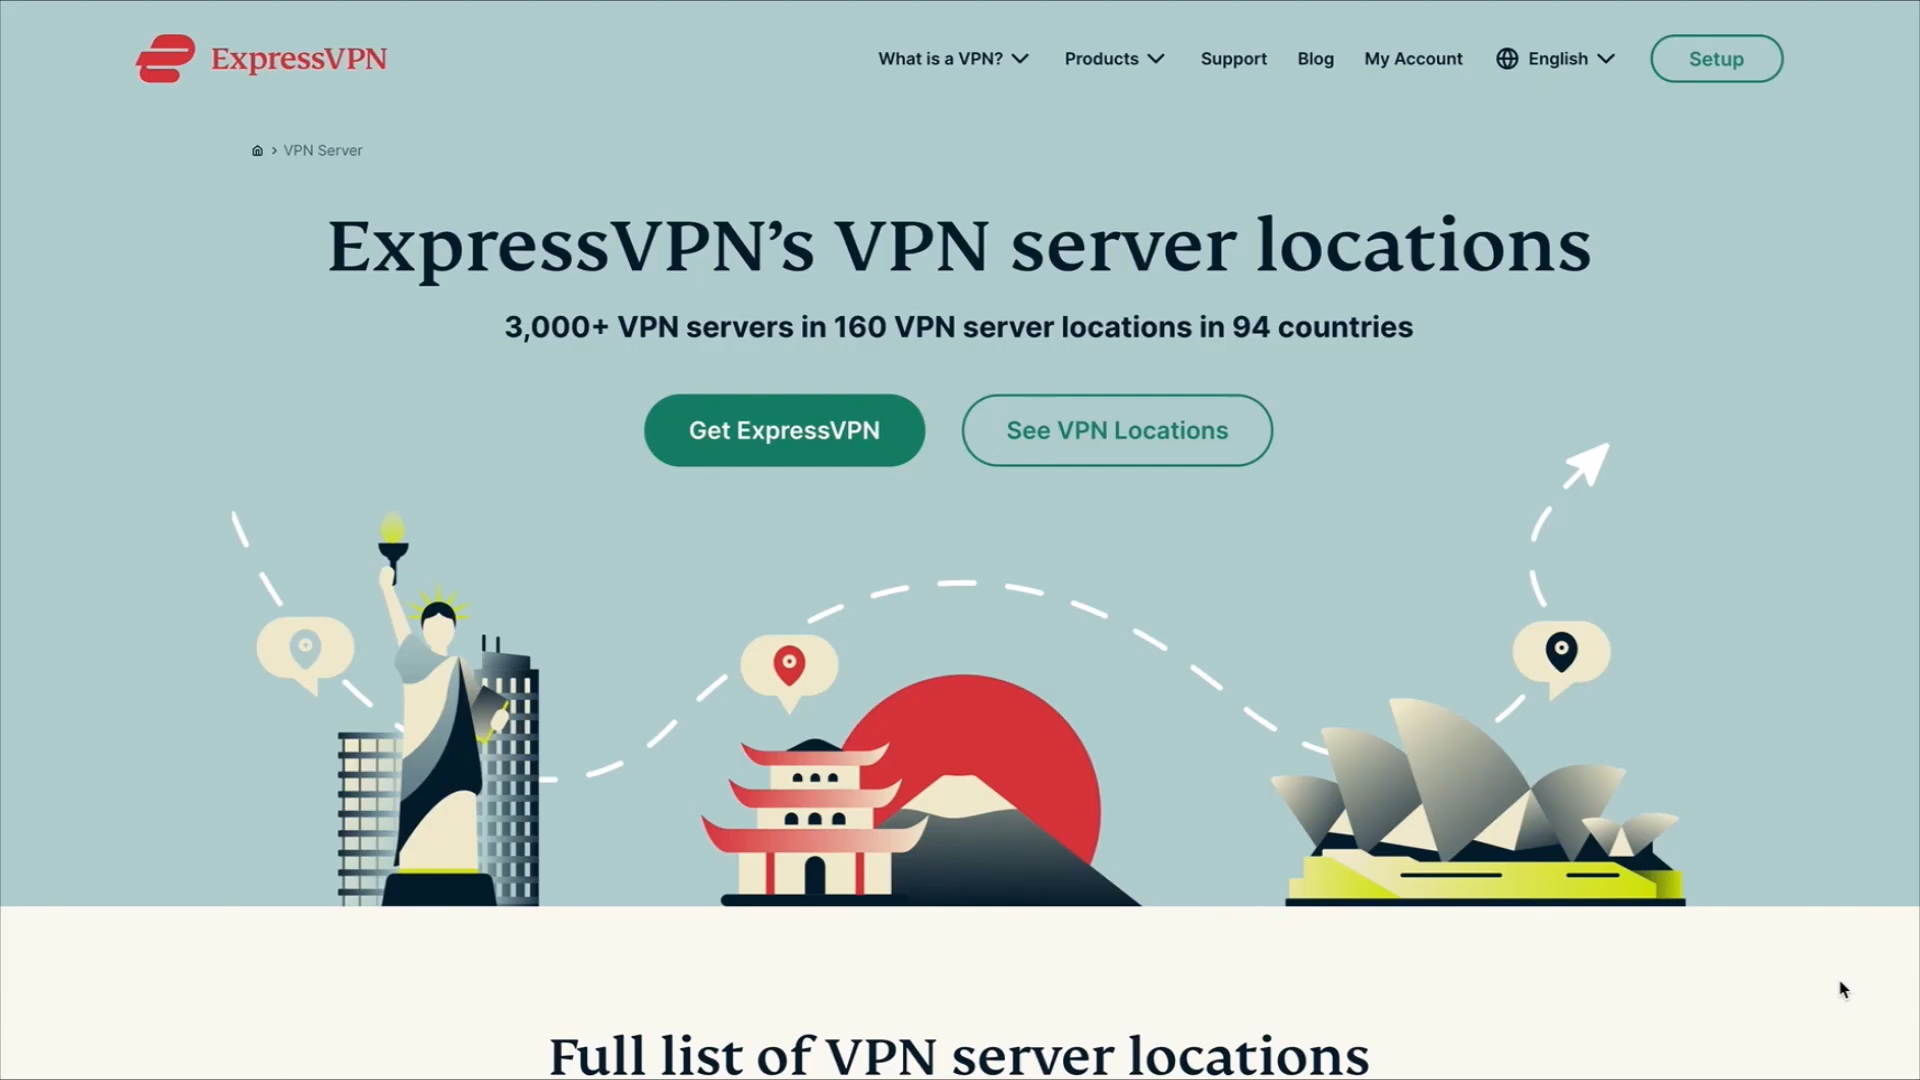 ExpressVPN
What is a VPN? Products Support Blog My Account English Setup
> VPN Server
ExpressVPN’s VPN server locations
3,000+ VPN servers in 160 VPN server locations in 94 countries
Get ExpressVPN See VPN Locations
Full list of VPN server locations